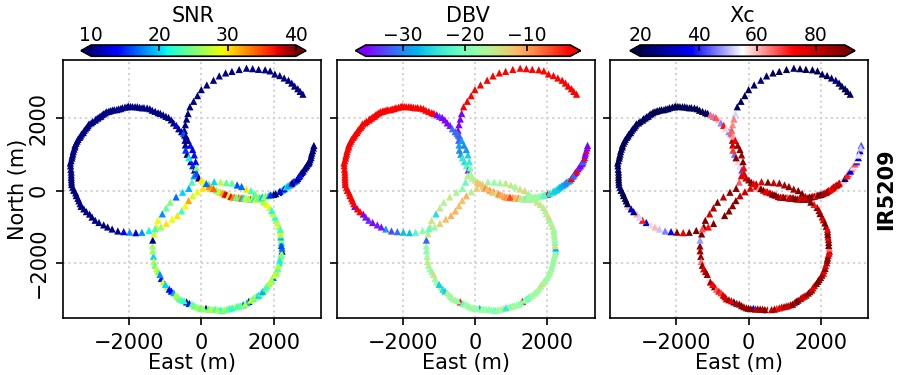 SNR DBV Xc
10 20 30 40 −30 −20 −10 20 40 60 80
North (m)
2000
0
−2000
−2000 0 2000 −2000 0 2000 −2000 0 2000
East (m) East (m) East (m)
IR5209